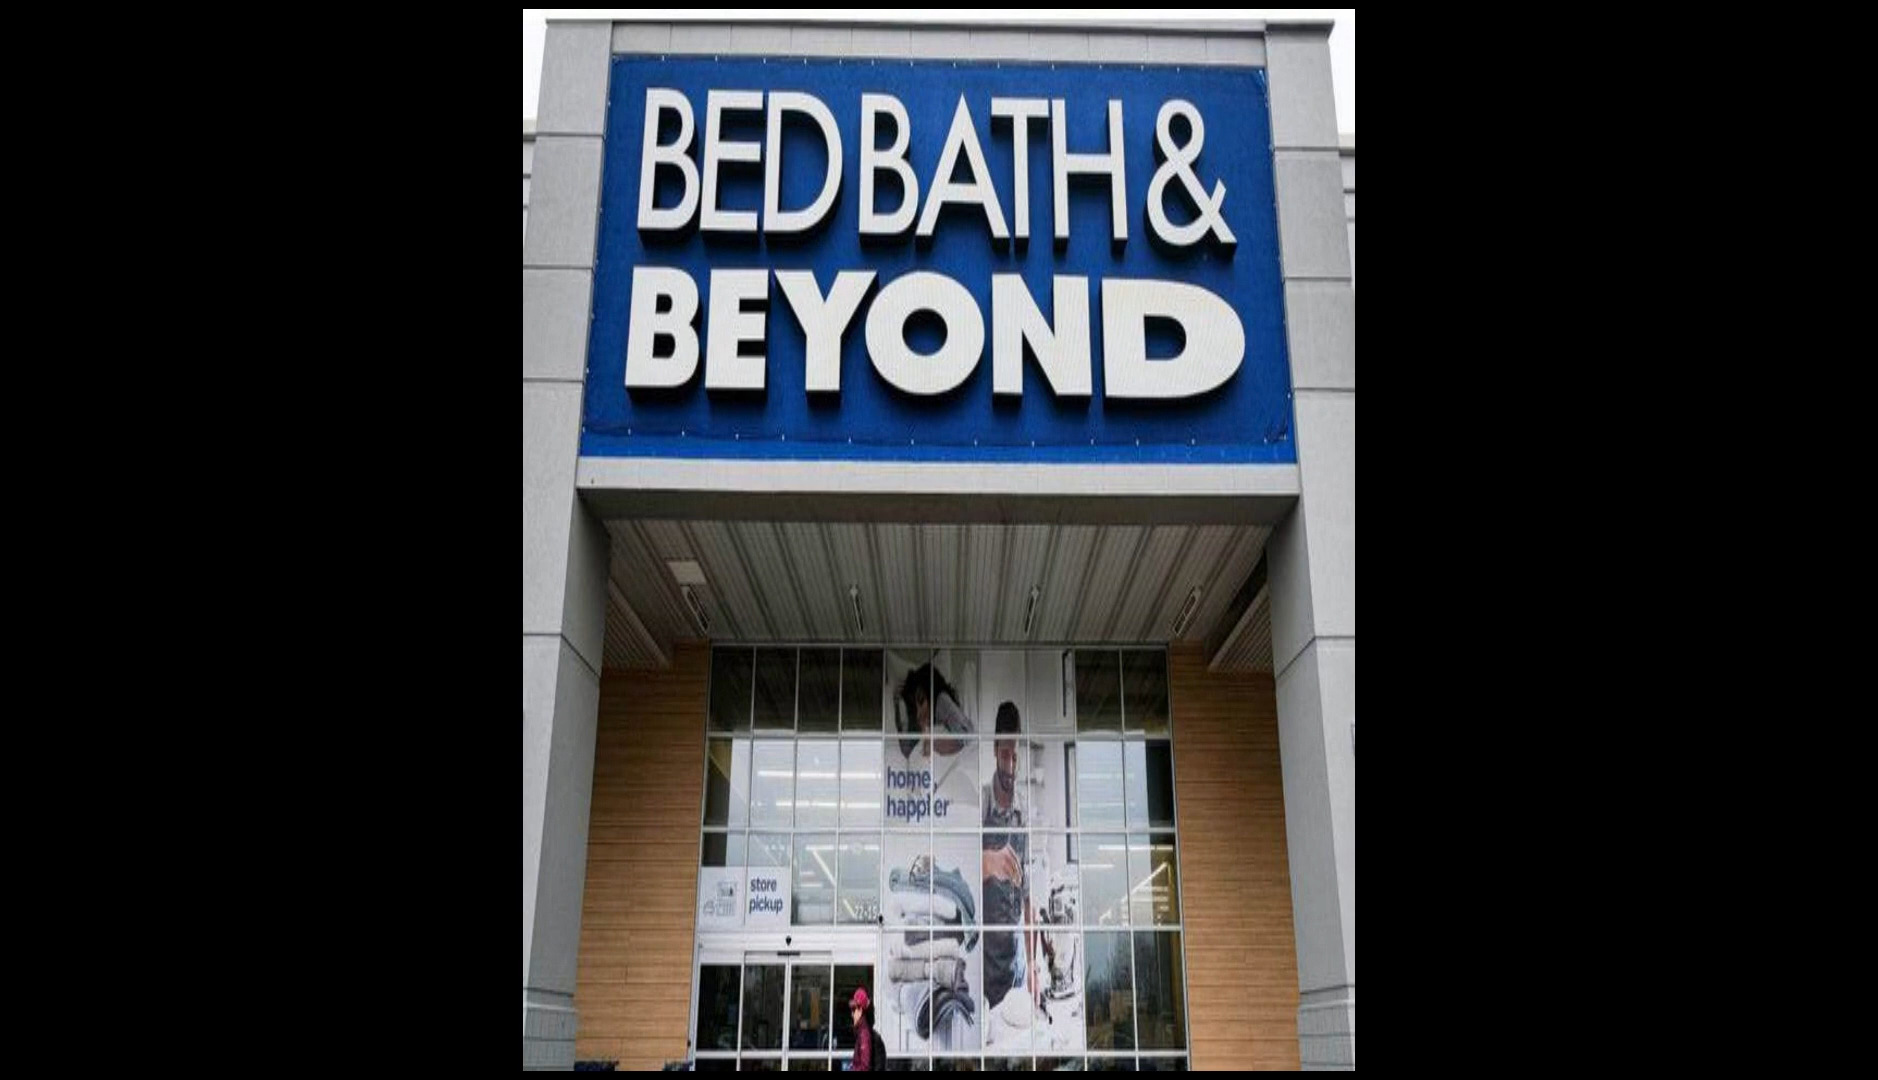 BED BATH &
BEYOND
home,
happier
store
pickup